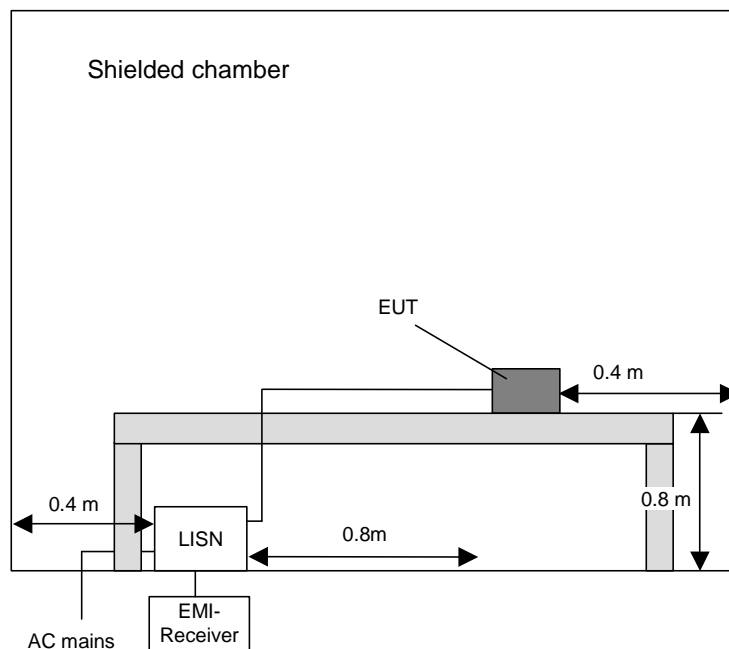 Shielded chamber
EUT
0.4 m
0.4 m
0.8 m
LISN
0.8m
EMI-
Receiver
AC mains